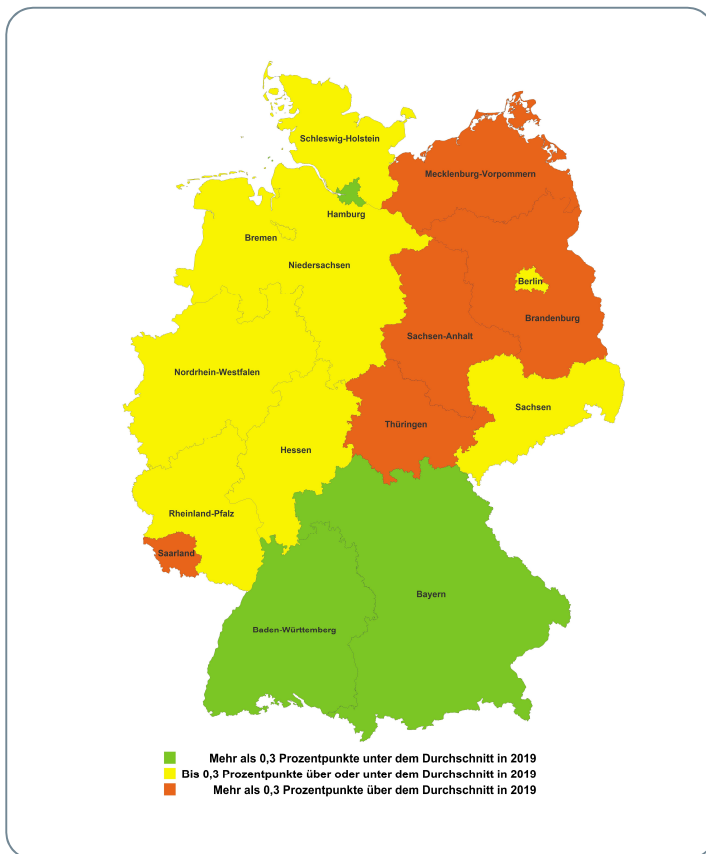 Schleswig-Holstein
Mecklenburg-Vorpommern
Hamburg
Bremen
Niedersachsen
Berlin
Brandenburg
Sachsen-Anhalt
Nordrhein-Westfalen
Sachsen
Thüringen
Hessen
Rheinland-Pfalz
Saarland
Bayern
Baden-Württemberg
Mehr als 0,3 Prozentpunkte unter dem Durchschnitt in 2019
Bis 0,3 Prozentpunkte über oder unter dem Durchschnitt in 2019
Mehr als 0,3 Prozentpunkte über dem Durchschnitt in 2019